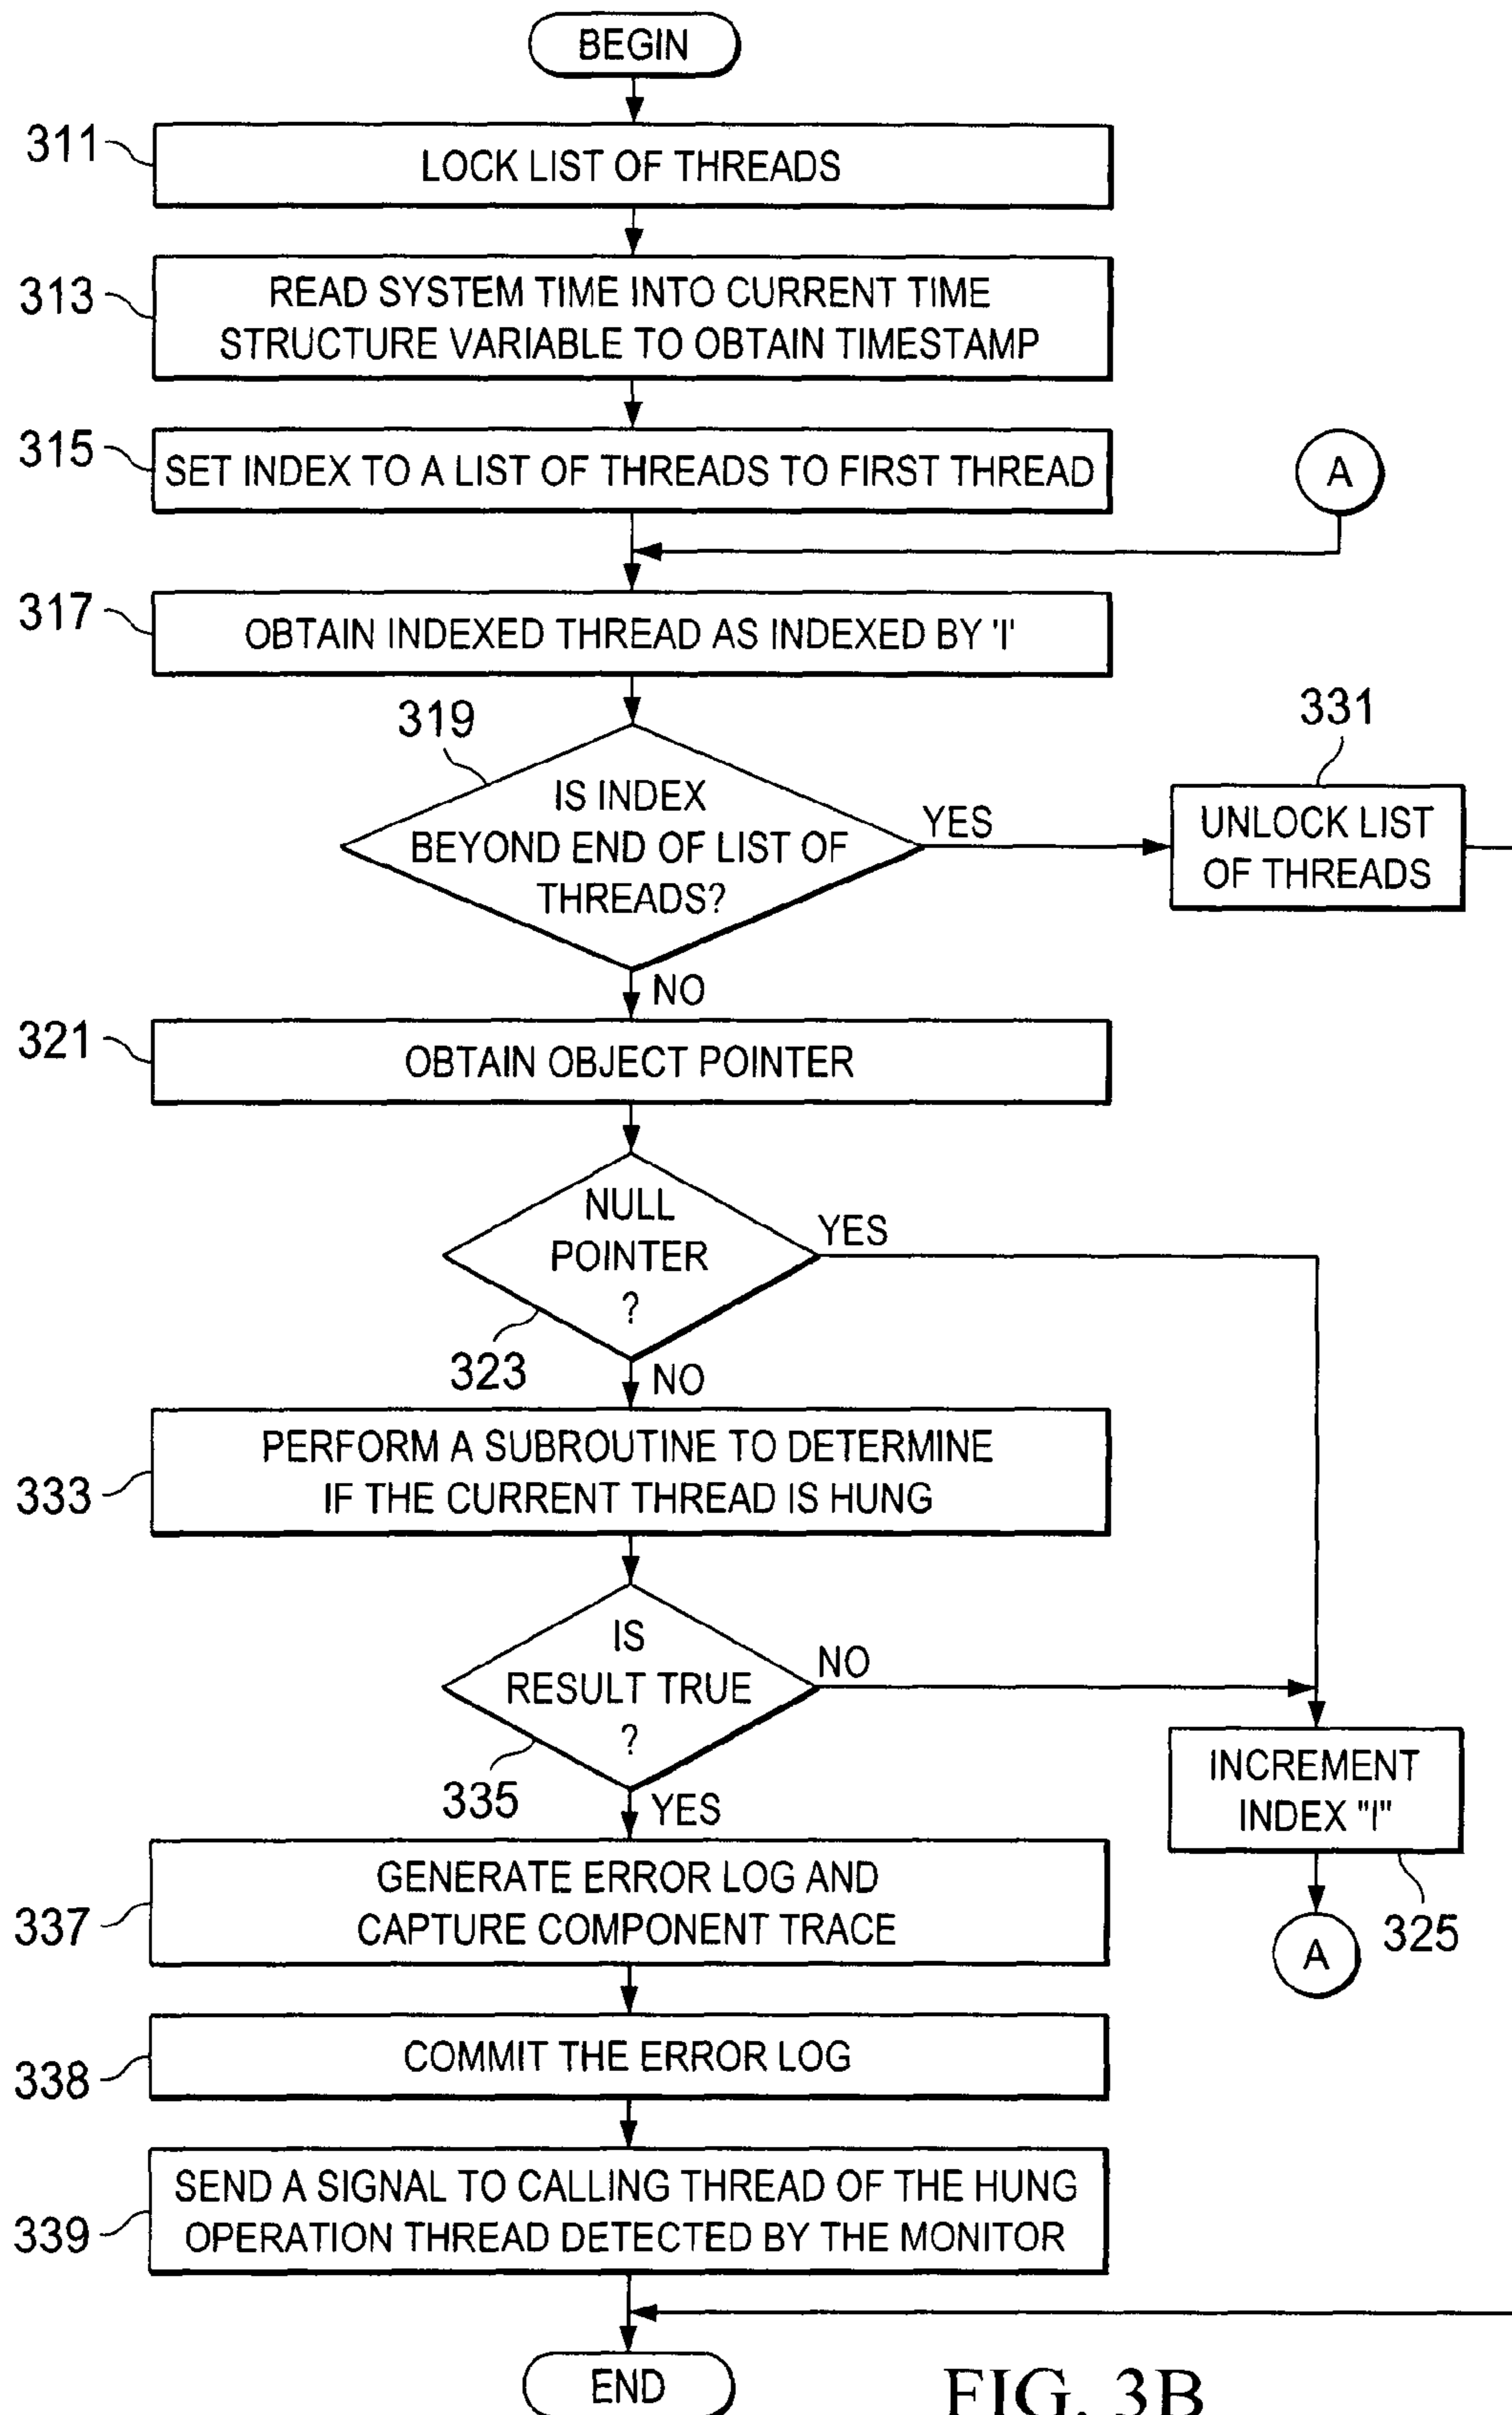 BEGIN
311
LOCK LIST OF THREADS
313
READ SYSTEM TIME INTO CURRENT TIME
STRUCTURE VARIABLE TO OBTAIN TIMESTAMP
315
SET INDEX TO A LIST OF THREADS TO FIRST THREAD
A
317
OBTAIN INDEXED THREAD AS INDEXED BY 'I'
319
IS INDEX
BEYOND END OF LIST OF
THREADS?
YES
331
UNLOCK LIST
OF THREADS
NO
321
OBTAIN OBJECT POINTER
NULL
POINTER
?
YES
323
NO
333
PERFORM A SUBROUTINE TO DETERMINE
IF THE CURRENT THREAD IS HUNG
IS
RESULT TRUE
?
NO
335
YES
INCREMENT
INDEX "I"
325
A
337
GENERATE ERROR LOG AND
CAPTURE COMPONENT TRACE
338
COMMIT THE ERROR LOG
339
SEND A SIGNAL TO CALLING THREAD OF THE HUNG
OPERATION THREAD DETECTED BY THE MONITOR
END
FIG. 3B